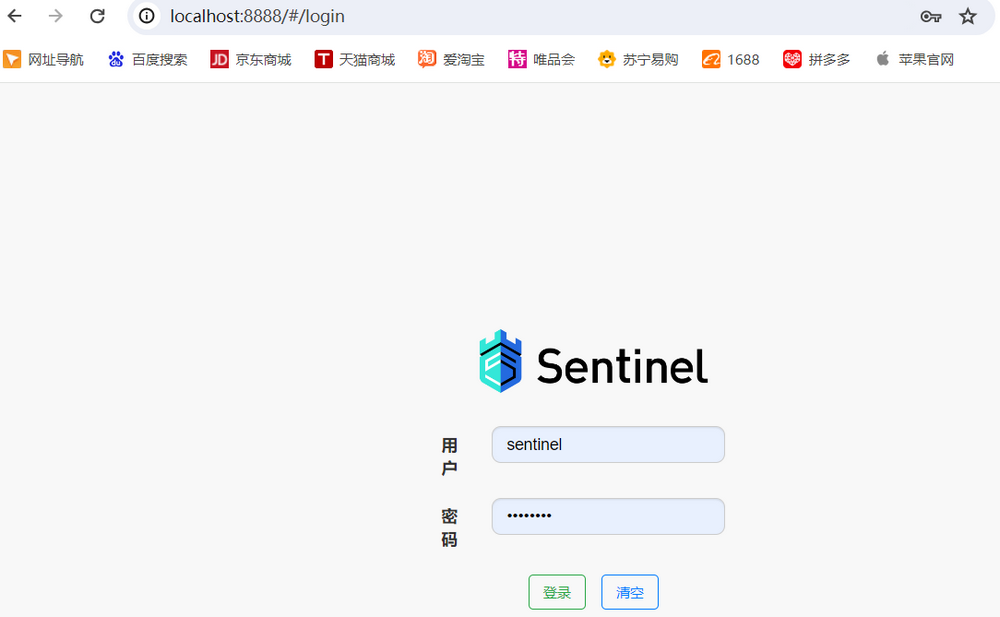 localhost:8888/#/login
网址导航 百度搜索 JD 京东商城 T 天猫商城 淘 爱淘宝 特 唯品会 苏宁易购 1688 拼多多 苹果官网
Sentinel
用户 sentinel
密码 ••••••••
登录 清空